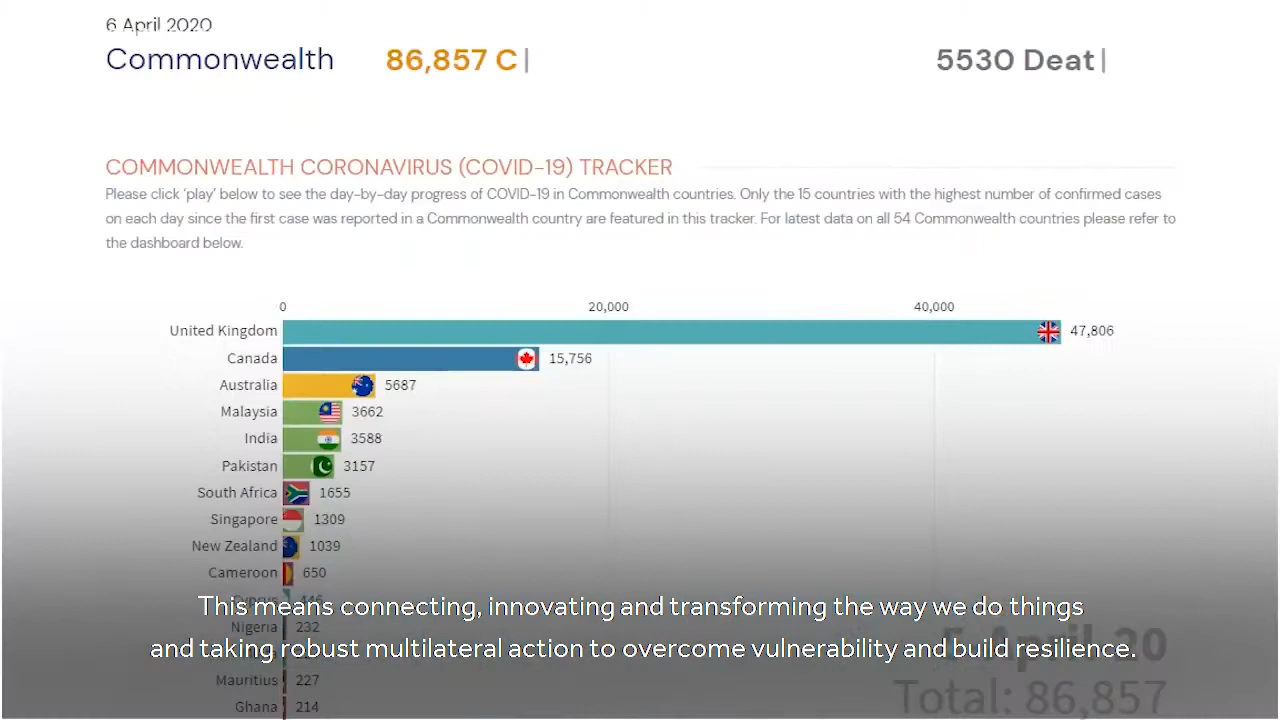 6 April 2020
Commonwealth
86,857 C
5530 Deat
COMMONWEALTH CORONAVIRUS (COVID-19) TRACKER
Please click 'play' below to see the day-by-day progress of COVID-19 in Commonwealth countries. Only the 15 countries with the highest number of confirmed cases
on each day since the first case was reported in a Commonwealth country are featured in this tracker. For latest data on all 54 Commonwealth countries please refer to
the dashboard below.
0 20,000 40,000
United Kingdom 47,806
Canada 15,756
Australia 5687
Malaysia 3662
India 3588
Pakistan 3157
South Africa 1655
Singapore 1309
New Zealand 1039
Cameroon 650
Cyprus 446
This means connecting, innovating and transforming the way we do things
Nigeria 232
and taking robust multilateral action to overcome vulnerability and build resilience.
5 April 20
Mauritius 227
Total: 86,857
Ghana 214